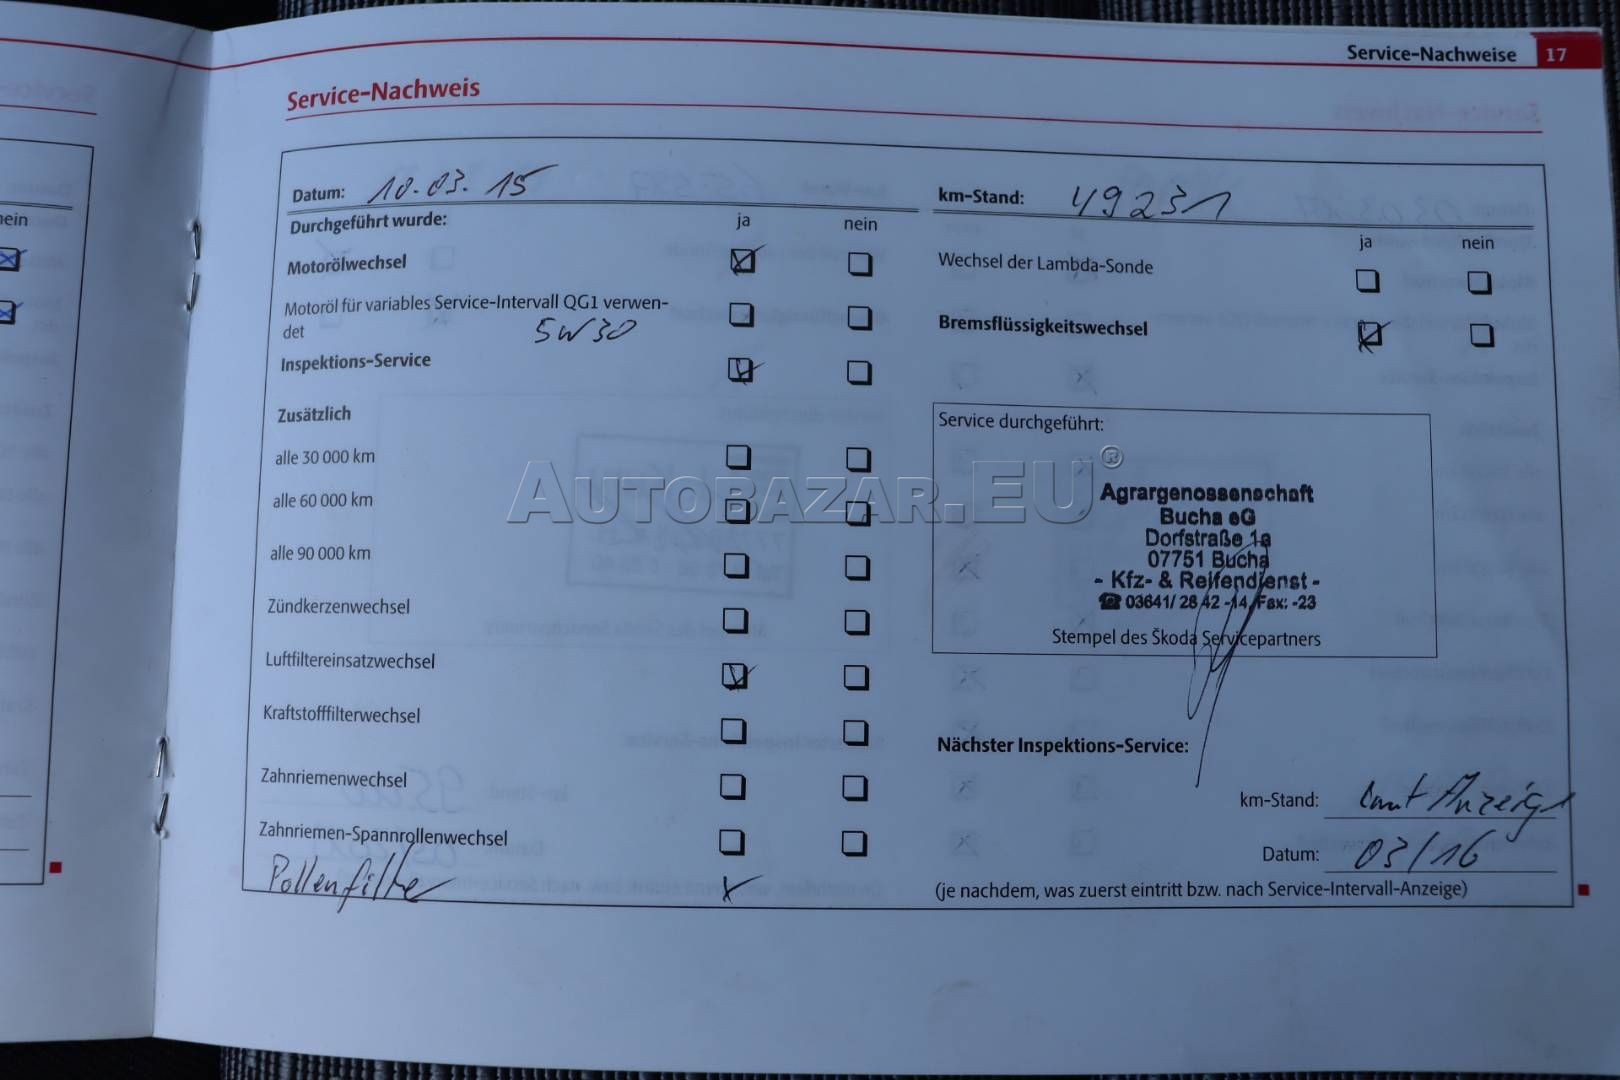 Service-Nachweise 17
Service-Nachweis
Datum: 10.03.15
km-Stand: 49231
Durchgeführt wurde: ja nein
ja nein
nein
Motorölwechsel
Wechsel der Lambda-Sonde
Motoröl für variables Service-Intervall QG1 verwen-
det 5W30
Bremsflüssigkeitswechsel
Inspektions-Service
Zusätzlich
alle 30 000 km
alle 60 000 km
alle 90 000 km
Zündkerzenwechsel
Luftfiltereinsatzwechsel
Kraftstofffilterwechsel
Zahnriemenwechsel
Zahnriemen-Spannrollenwechsel
Pollenfilter x
Service durchgeführt:
Agrargenossenschaft
Bucha eG
Dorfstraße 1a
07751 Bucha
- Kfz- & Reifendienst -
☎ 03641/ 28 42 -14, Fax: -23
Stempel des Škoda Servicepartners
Nächster Inspektions-Service:
km-Stand: laut Anzeige
Datum: 03/16
(je nachdem, was zuerst eintritt bzw. nach Service-Intervall-Anzeige)
AUTOBAZAR.EU®